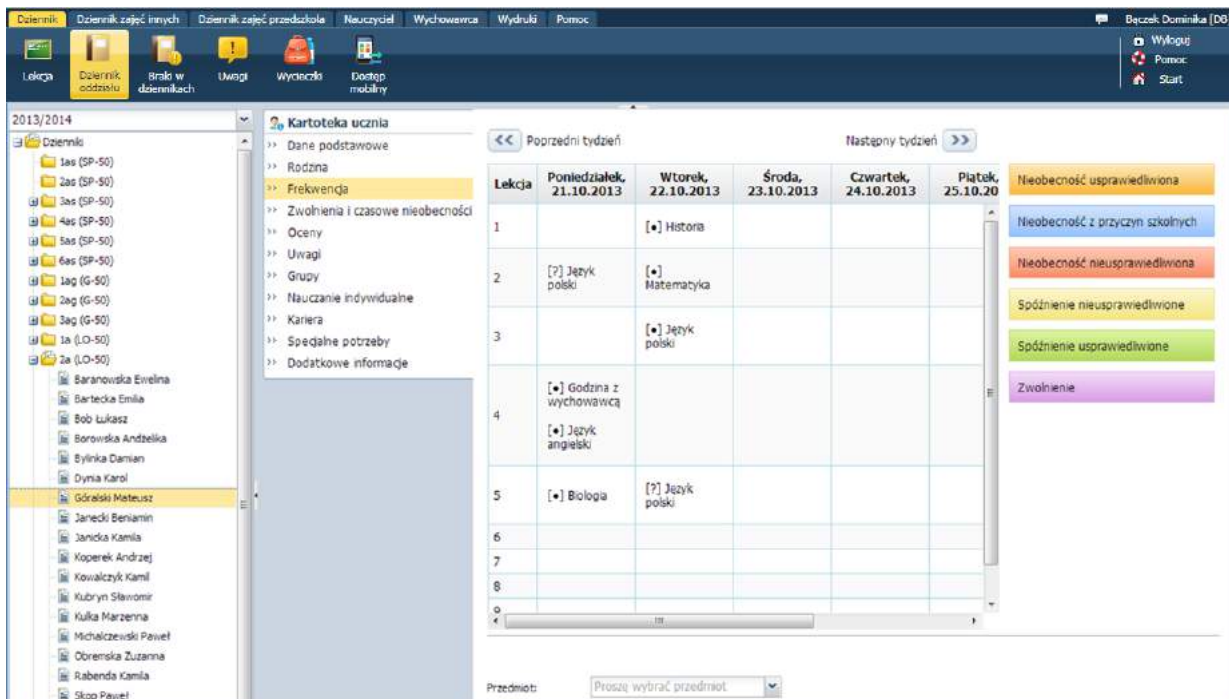 Dziennik Dziennik zajęć innych Dziennik zajęć przedszkola Nauczyciel Wychowawca Wydruki Pomoc Bączek Dominika [DB
Lekcja
Dziennik oddziału
Braki w dziennikach
Uwagi
Wycieczki
Dostęp mobilny
Wyloguj
Pomoc
Start
2013/2014
Dzienniki
1as (SP-50)
2as (SP-50)
3as (SP-50)
4as (SP-50)
5as (SP-50)
6as (SP-50)
1ag (G-50)
2ag (G-50)
3ag (G-50)
1a (LO-50)
2a (LO-50)
Baranowska Ewelina
Bartecka Emilia
Bob Łukasz
Borowska Andżelika
Bylinka Damian
Dynia Karol
Góralski Mateusz
Janecki Beniamin
Janicka Kamila
Koperek Andrzej
Kowalczyk Kamil
Kubryn Sławomir
Kulka Marzenna
Michalczewski Paweł
Obremska Zuzanna
Rabenda Kamila
Skop Paweł
Kartoteka ucznia
Dane podstawowe
Rodzina
Frekwencja
Zwolnienia i czasowe nieobecności
Oceny
Uwagi
Grupy
Nauczanie indywidualne
Kariera
Specjalne potrzeby
Dodatkowe informacje
<< Poprzedni tydzień Następny tydzień >>
Lekcja Poniedziałek, 21.10.2013 Wtorek, 22.10.2013 Środa, 23.10.2013 Czwartek, 24.10.2013 Piątek, 25.10.20
1 [•] Historia
2 [?] Język polski [•] Matematyka
3 [•] Język polski
4 [•] Godzina z wychowawcą
[•] Język angielski
5 [•] Biologia [?] Język polski
6
7
8
9
Nieobecność usprawiedliwiona
Nieobecność z przyczyn szkolnych
Nieobecność nieusprawiedliwiona
Spóźnienie nieusprawiedliwione
Spóźnienie usprawiedliwione
Zwolnienie
Przedmiot: Proszę wybrać przedmiot